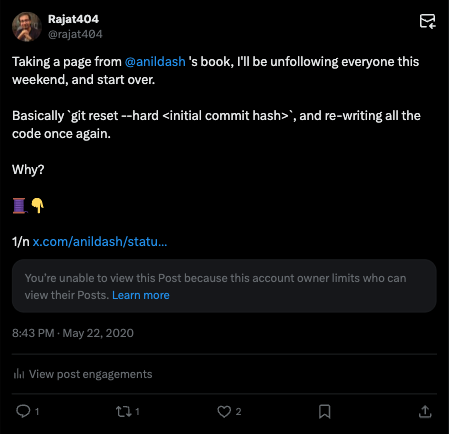 Rajat404
@rajat404
Taking a page from @anildash 's book, I'll be unfollowing everyone this
weekend, and start over.
Basically `git reset --hard <initial commit hash>`, and re-writing all the
code once again.
Why?
🧵👇
1/n x.com/anildash/statu…
You're unable to view this Post because this account owner limits who can
view their Posts. Learn more
8:43 PM · May 22, 2020
View post engagements
1 1 2